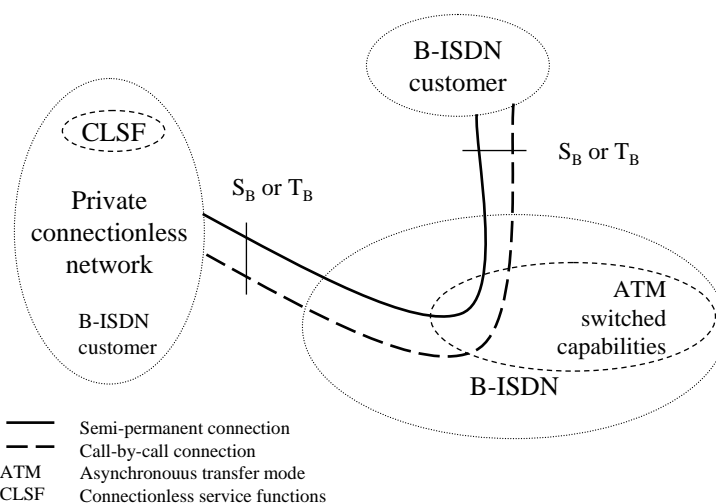 B-ISDN
customer
CLSF
S_B or T_B
S_B or T_B
Private
connectionless
network
B-ISDN
customer
ATM
switched
capabilities
B-ISDN
Semi-permanent connection
Call-by-call connection
ATM Asynchronouus transfer mode
CLSF Connectionless service functions